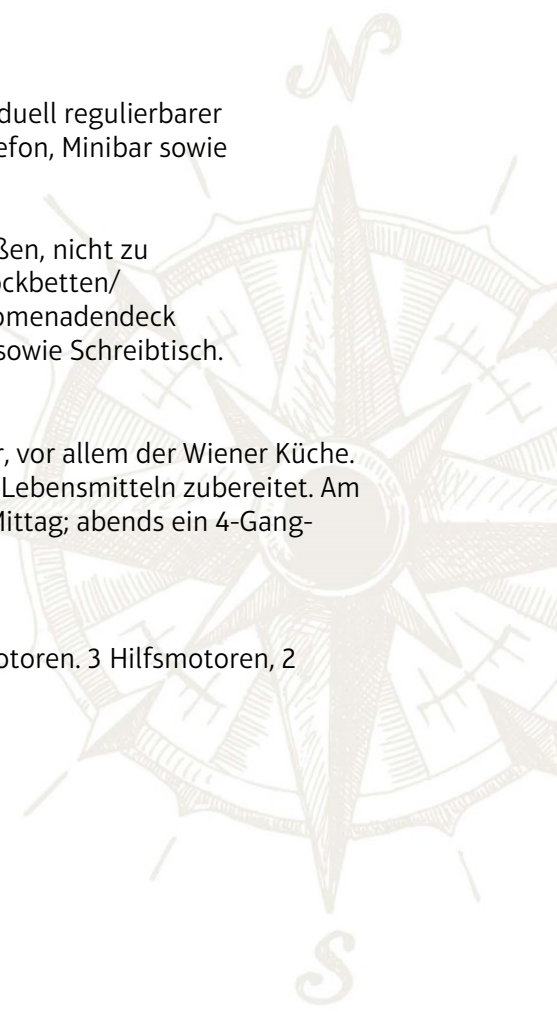 N
duell regulierbarer
efon, Minibar sowie
ßen, nicht zu
ockbetten/
omenadendeck
sowie Schreibtisch.
r, vor allem der Wiener Küche.
Lebensmitteln zubereitet. Am
Mittag; abends ein 4-Gang-
otoren. 3 Hilfsmotoren, 2
S